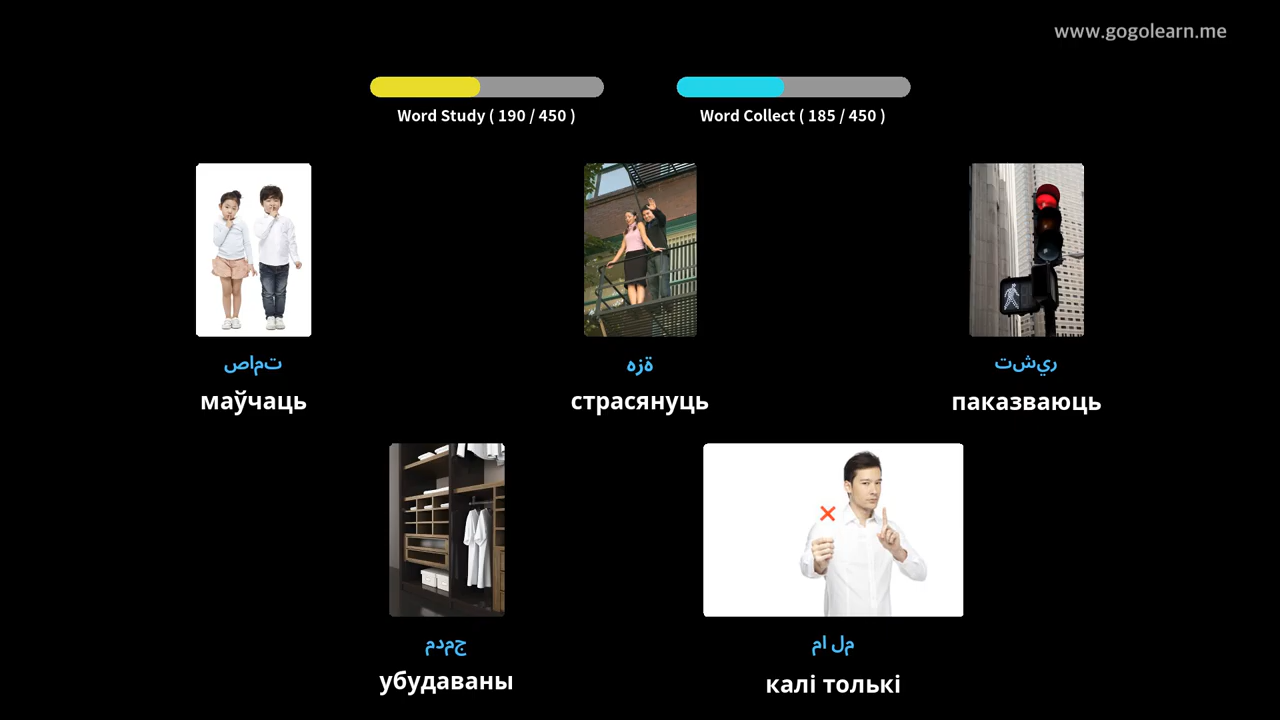 www.gogolearn.me
Word Study ( 190 / 450 )
Word Collect ( 185 / 450 )
تماص
ةزه
ريشت
маўчаць
страсянуць
паказваюць
جمدم
مل ام
убудаваны
калі толькі